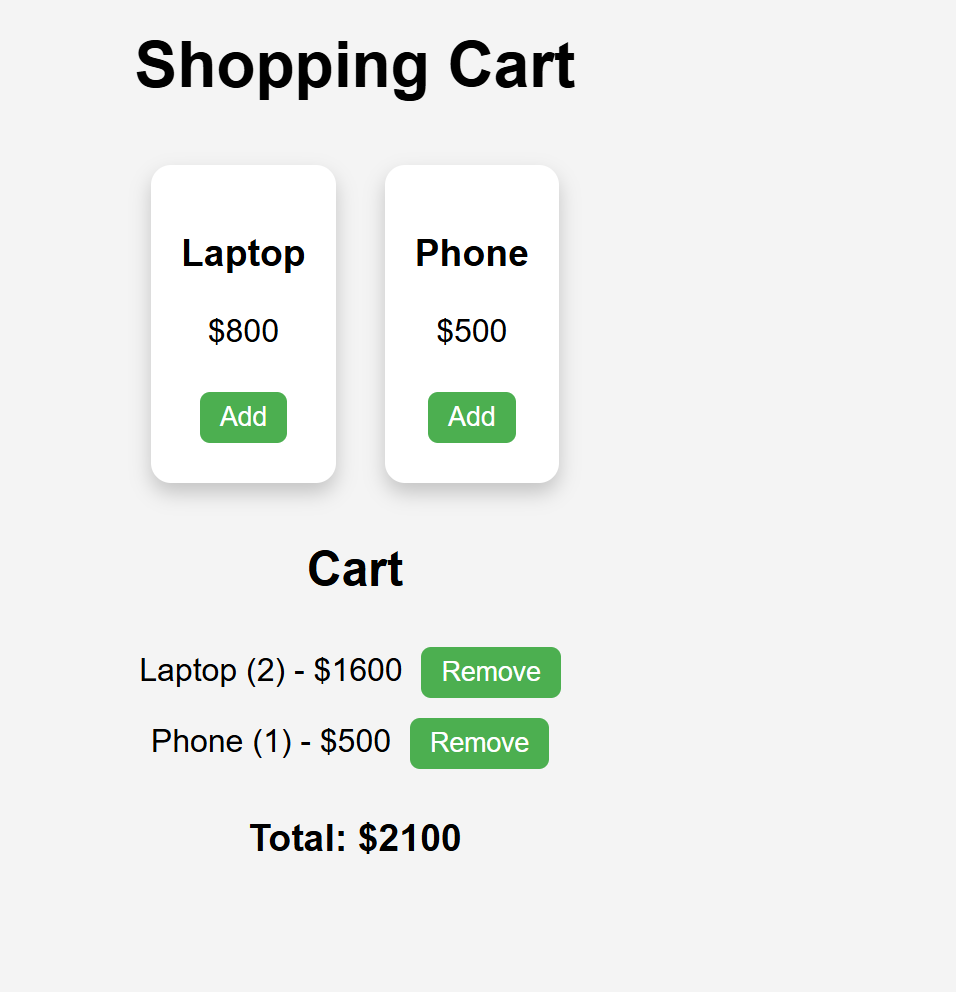 Shopping Cart
Laptop
$800
Add
Phone
$500
Add
Cart
Laptop (2) - $1600 Remove
Phone (1) - $500 Remove
Total: $2100